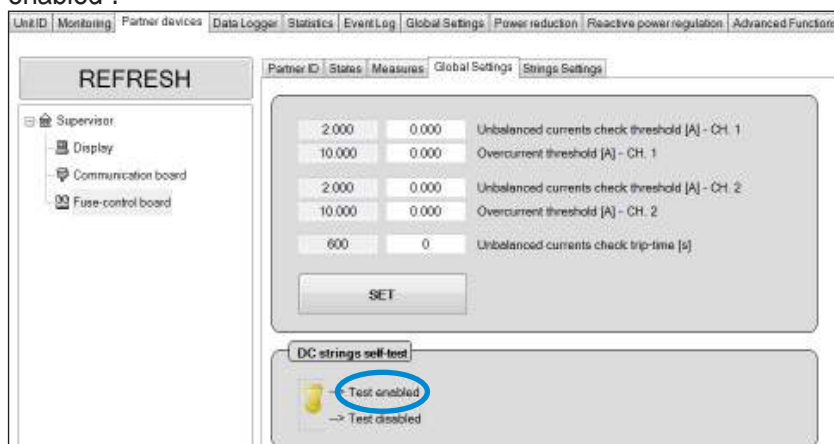 enabled".
Unit ID Monitoring Partner devices Data Logger Statistics Event Log Global Settings Power reduction Reactive power regulation Advanced Function
REFRESH
Partner ID States Measures Global Settings Strings Settings
Supervisor
Display
Communication board
Fuse-control board
2.000 0.000 Unbalanced currents check threshold [A] - CH. 1
10.000 0.000 Overcurrent threshold [A] - CH. 1
2.000 0.000 Unbalanced currents check threshold [A] - CH. 2
10.000 0.000 Overcurrent threshold [A] - CH. 2
600 0 Unbalanced currents check trip-time [s]
SET
DC strings self-test
--> Test enabled
--> Test disabled